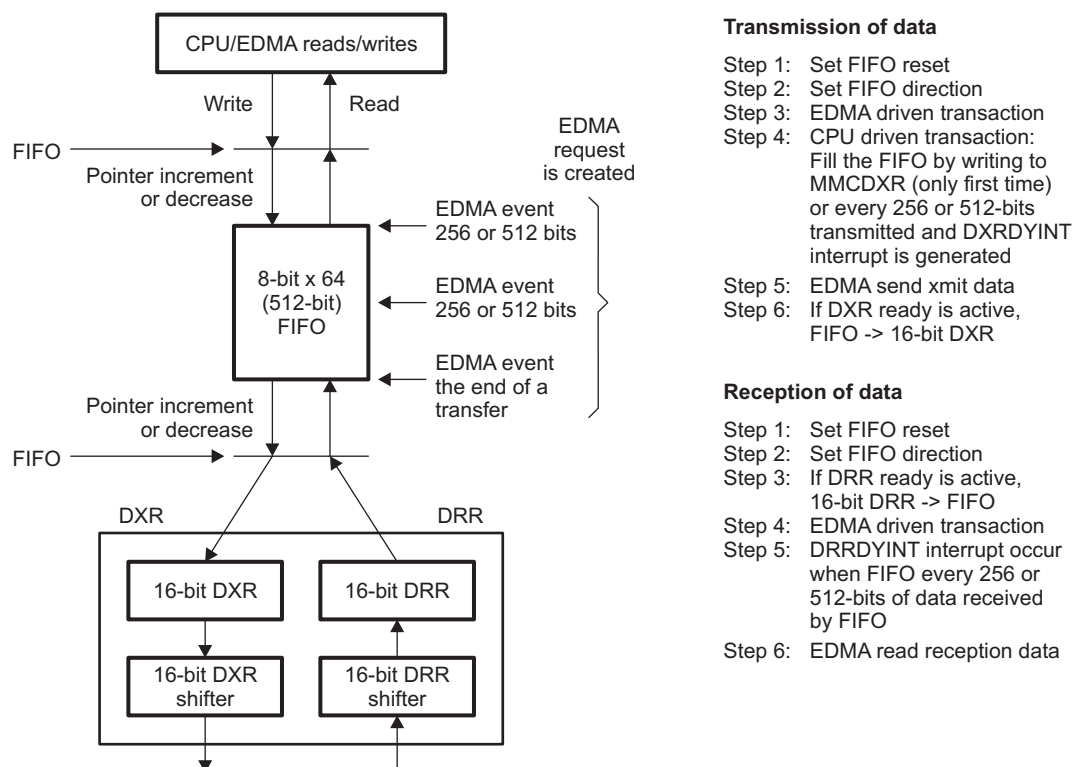 CPU/EDMA reads/writes
Write
Read
FIFO
Pointer increment
or decrease
EDMA
request
is created
EDMA event
256 or 512 bits
8-bit x 64
(512-bit)
FIFO
EDMA event
256 or 512 bits
EDMA event
the end of a
transfer
Pointer increment
or decrease
FIFO
DXR
DRR
16-bit DXR
16-bit DRR
16-bit DXR
shifter
16-bit DRR
shifter
Transmission of data
Step 1: Set FIFO reset
Step 2: Set FIFO direction
Step 3: EDMA driven transaction
Step 4: CPU driven transaction:
Fill the FIFO by writing to
MMCDXR (only first time)
or every 256 or 512-bits
transmitted and DXRDYINT
interrupt is generated
Step 5: EDMA send xmit data
Step 6: If DXR ready is active,
FIFO -> 16-bit DXR
Reception of data
Step 1: Set FIFO reset
Step 2: Set FIFO direction
Step 3: If DRR ready is active,
16-bit DRR -> FIFO
Step 4: EDMA driven transaction
Step 5: DRRDYINT interrupt occur
when FIFO every 256 or
512-bits of data received
by FIFO
Step 6: EDMA read reception data